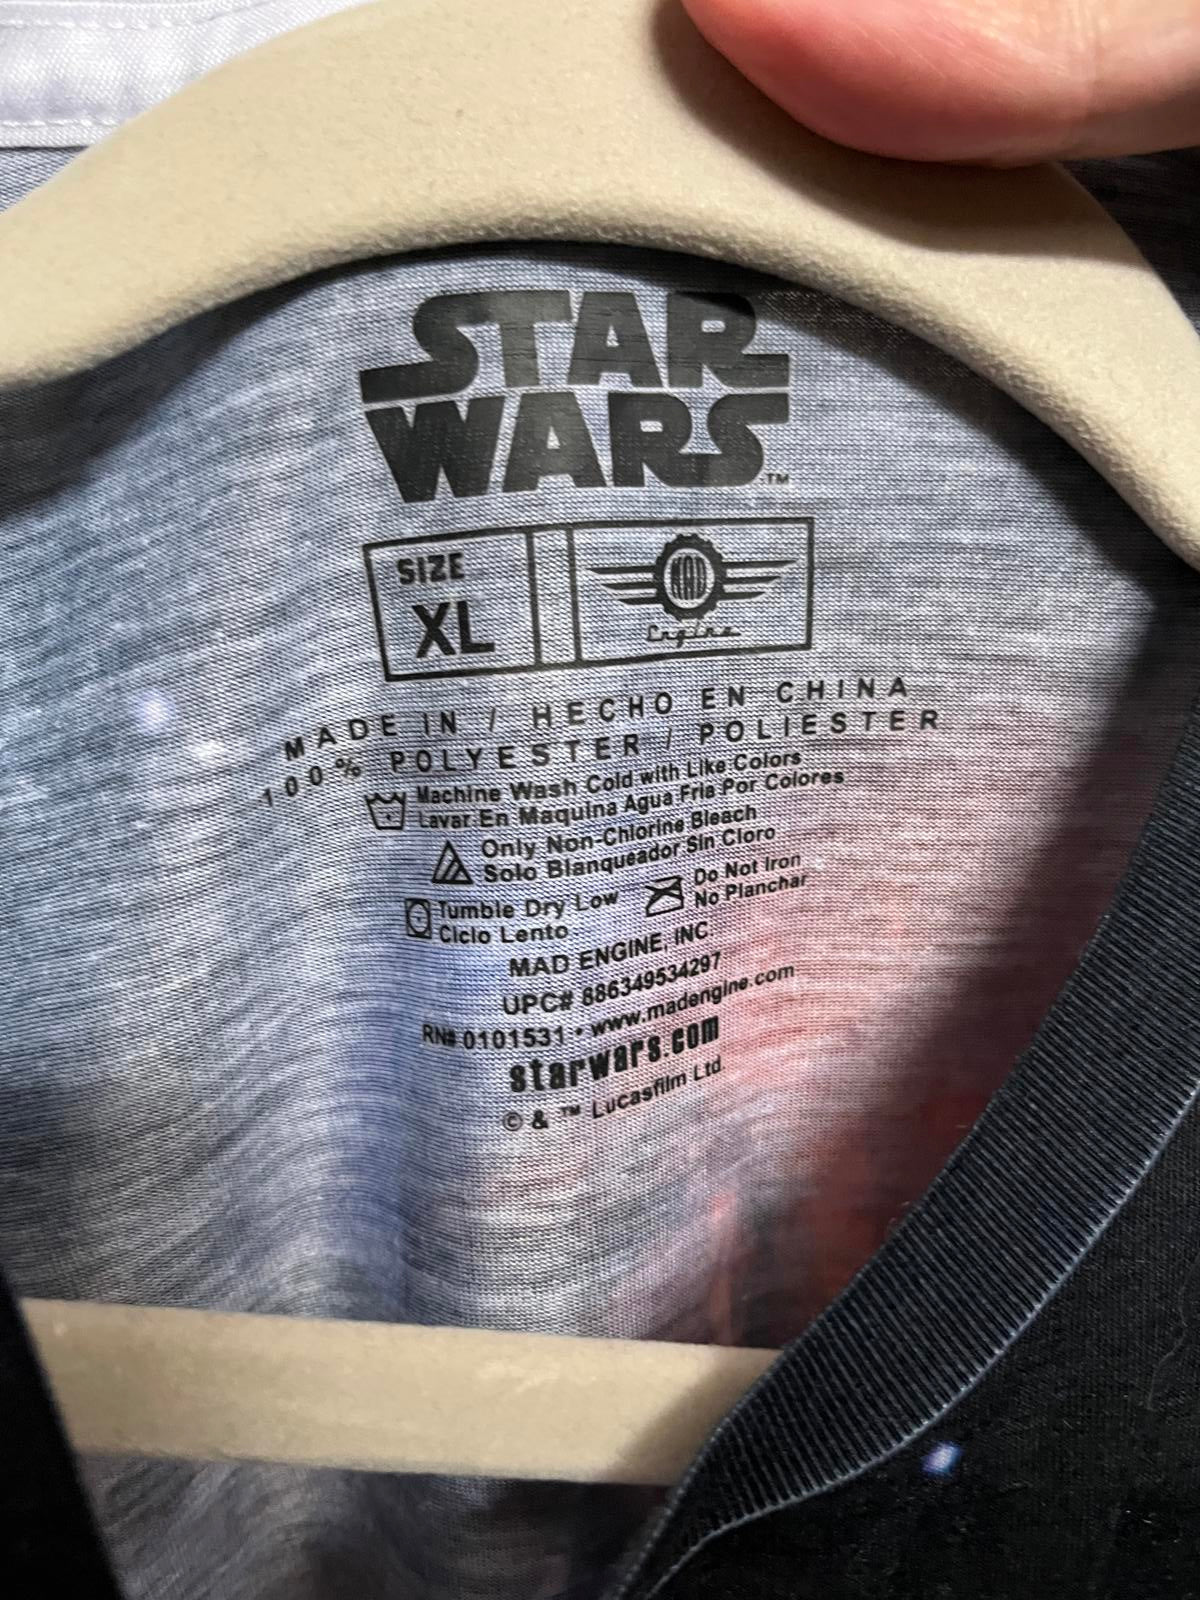 STAR
WARS™
SIZE
XL
MAD
Engine
MADE IN / HECHO EN CHINA
100% POLYESTER / POLIESTER
Machine Wash Cold with Like Colors
Lavar En Maquina Agua Fria Por Colores
Only Non-Chlorine Bleach
Solo Blanqueador Sin Cloro
Tumble Dry Low
Ciclo Lento
Do Not Iron
No Planchar
MAD ENGINE, INC
UPC# 886349534297
RN# 0101531 • www.madengine.com
starwars.com
© & ™ Lucasfilm Ltd.